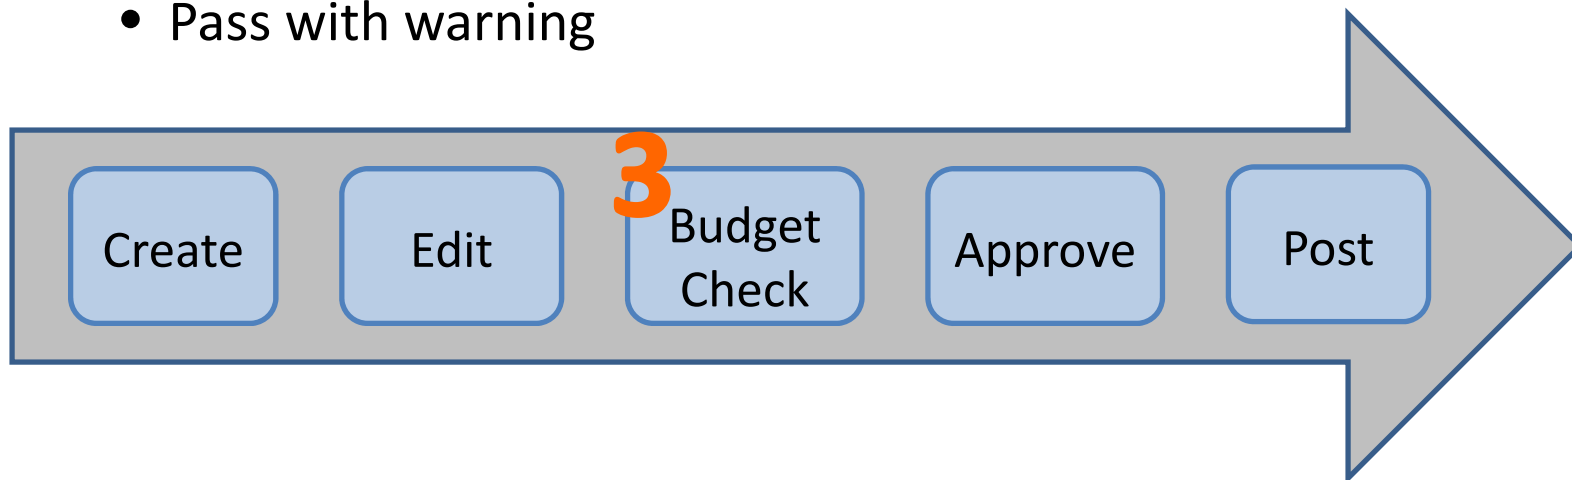 • Pass with warning
3
Create
Edit
Budget
Check
Approve
Post